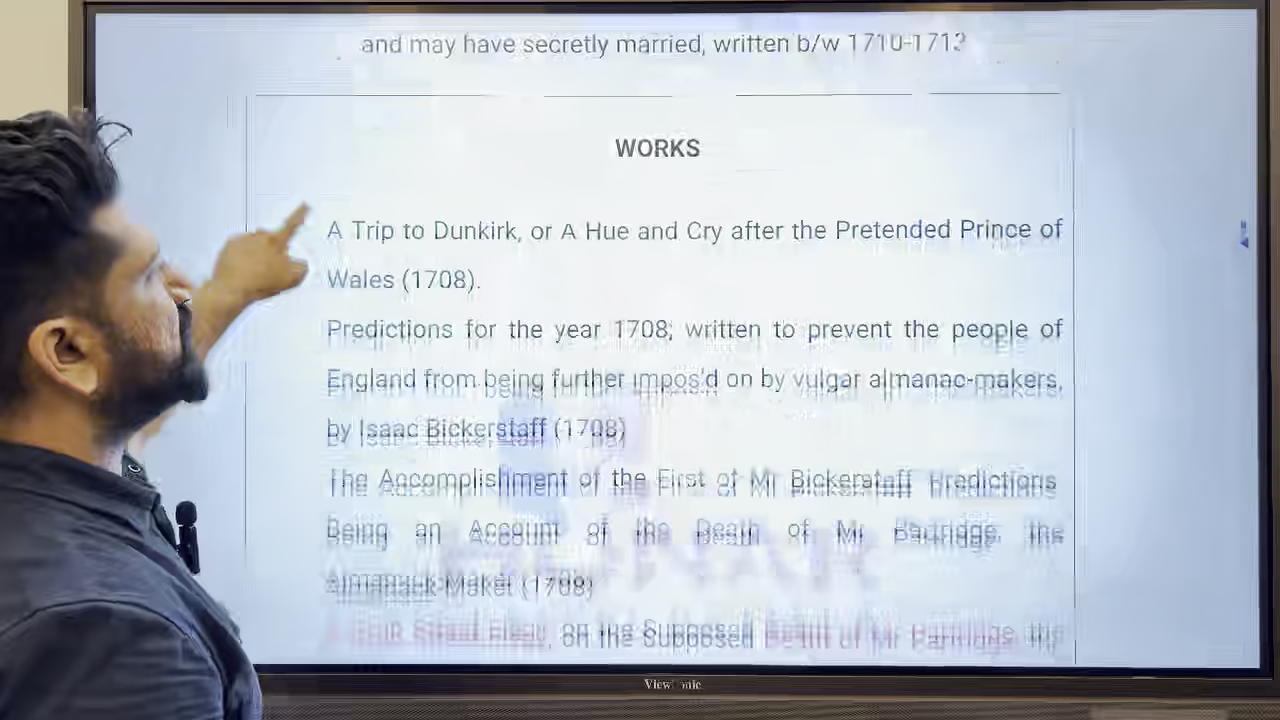 and may have secretly married, written b/w 1710-1713
WORKS
A Trip to Dunkirk, or A Hue and Cry after the Pretended Prince of
Wales (1708).
Predictions for the year 1708; written to prevent the people of
England from being further impos'd on by vulgar almanac-makers,
by Isaac Bickerstaff (1708)
The Accomplishment of the First of Mr Bickerstaff Predictions
Being an Account of the Death of Mr Partridge, the
Almanack-Maker (1708)
on the Supposed Death of Mr Partridge the
ViewSonic